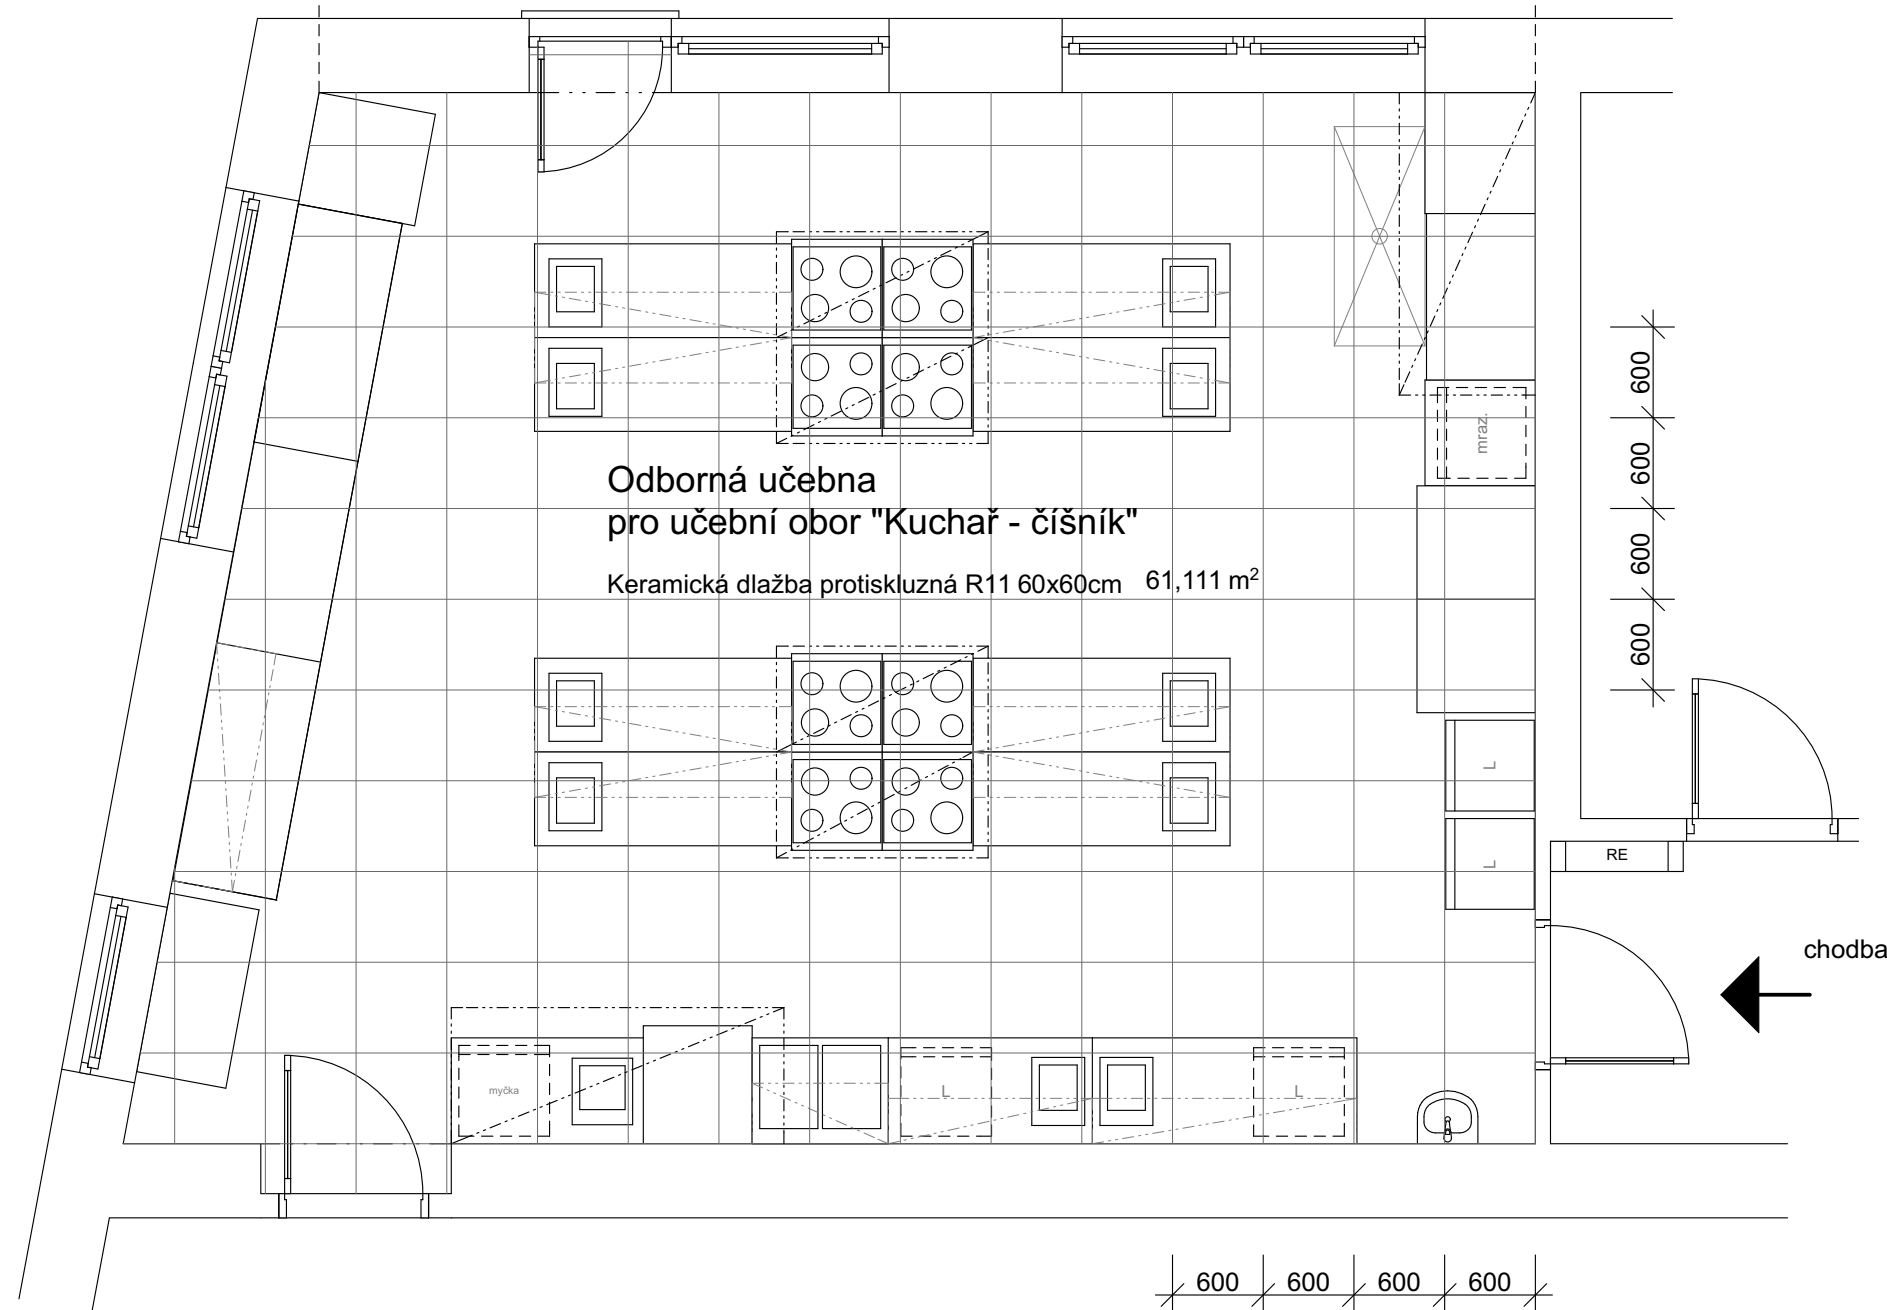 mraz.
600
600
600
600
Odborná učebna
pro učební obor "Kuchař - číšník"
Keramická dlažba protiskluzná R11 60x60cm 61,111 m²
L
L
RE
chodba
myčka
L
L
600 600 600 600